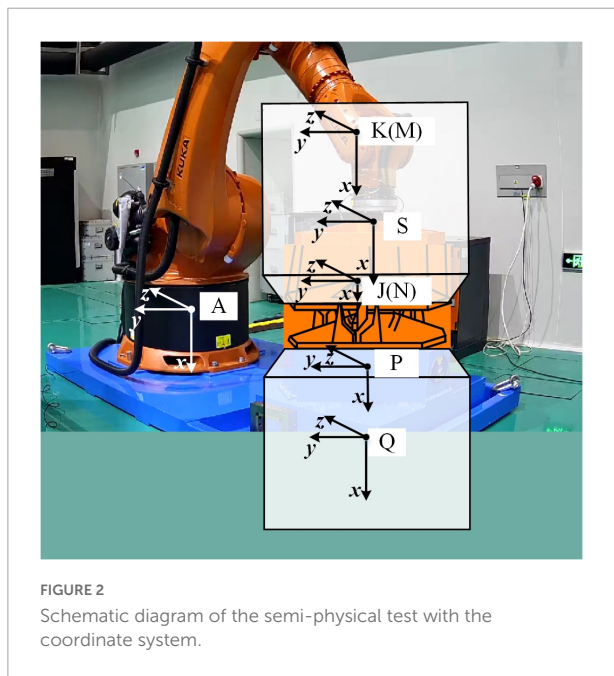 KUKA
z
K(M)
y
x
z
S
y
x
z
J(N)
y
x
z
A
y
x
z
P
y
x
z
Q
y
x
FIGURE 2
Schematic diagram of the semi-physical test with the
coordinate system.